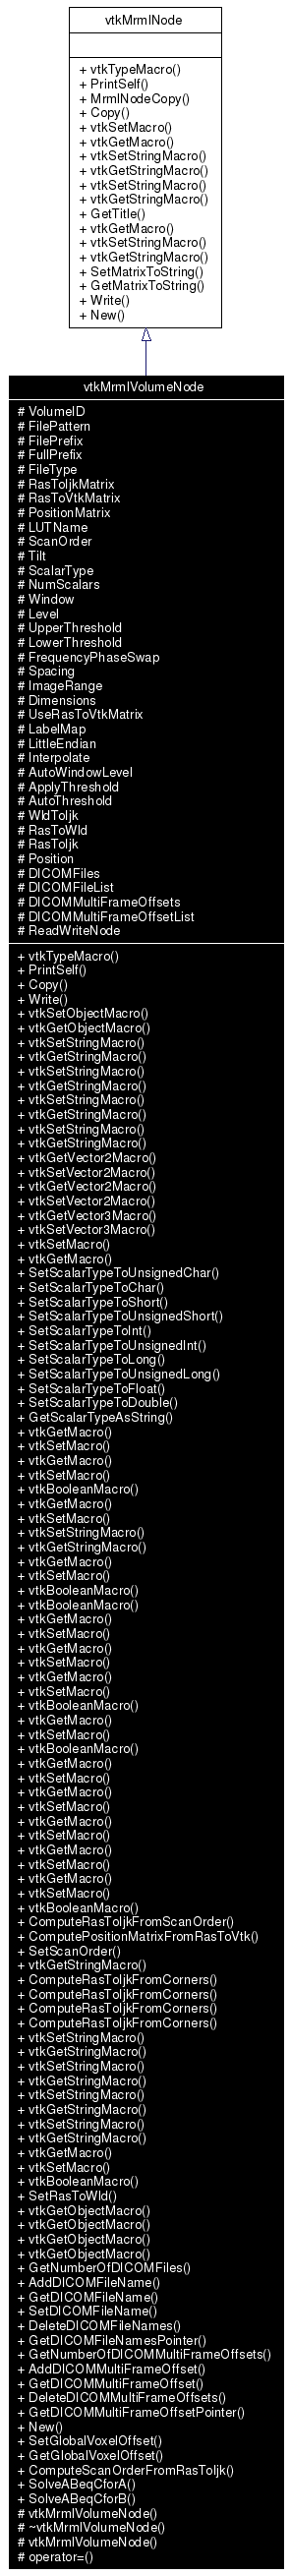 vtkMrmlNode
+ vtkTypeMacro()
+ PrintSelf()
+ MrmlNodeCopy()
+ Copy()
+ vtkSetMacro()
+ vtkGetMacro()
+ vtkSetStringMacro()
+ vtkGetStringMacro()
+ vtkSetStringMacro()
+ vtkGetStringMacro()
+ GetTitle()
+ vtkGetMacro()
+ vtkSetStringMacro()
+ vtkGetStringMacro()
+ SetMatrixToString()
+ GetMatrixToString()
+ Write()
+ New()
vtkMrmlVolumeNode
# VolumeID
# FilePattern
# FilePrefix
# FullPrefix
# FileType
# RasToIjkMatrix
# RasToVtkMatrix
# PositionMatrix
# LUTName
# ScanOrder
# Tilt
# ScalarType
# NumScalars
# Window
# Level
# UpperThreshold
# LowerThreshold
# FrequencyPhaseSwap
# Spacing
# ImageRange
# Dimensions
# UseRasToVtkMatrix
# LabelMap
# LittleEndian
# Interpolate
# AutoWindowLevel
# ApplyThreshold
# AutoThreshold
# WldToIjk
# RasToWld
# RasToIjk
# Position
# DICOMFiles
# DICOMFileList
# DICOMMultiFrameOffsets
# DICOMMultiFrameOffsetList
# ReadWriteNode
+ vtkTypeMacro()
+ PrintSelf()
+ Copy()
+ Write()
+ vtkSetObjectMacro()
+ vtkGetObjectMacro()
+ vtkSetStringMacro()
+ vtkGetStringMacro()
+ vtkSetStringMacro()
+ vtkGetStringMacro()
+ vtkSetStringMacro()
+ vtkGetStringMacro()
+ vtkSetStringMacro()
+ vtkGetStringMacro()
+ vtkGetVector2Macro()
+ vtkSetVector2Macro()
+ vtkGetVector2Macro()
+ vtkSetVector2Macro()
+ vtkGetVector3Macro()
+ vtkSetVector3Macro()
+ vtkSetMacro()
+ vtkGetMacro()
+ SetScalarTypeToUnsignedChar()
+ SetScalarTypeToChar()
+ SetScalarTypeToShort()
+ SetScalarTypeToUnsignedShort()
+ SetScalarTypeToInt()
+ SetScalarTypeToUnsignedInt()
+ SetScalarTypeToLong()
+ SetScalarTypeToUnsignedLong()
+ SetScalarTypeToFloat()
+ SetScalarTypeToDouble()
+ GetScalarTypeAsString()
+ vtkGetMacro()
+ vtkSetMacro()
+ vtkGetMacro()
+ vtkSetMacro()
+ vtkBooleanMacro()
+ vtkGetMacro()
+ vtkSetMacro()
+ vtkSetStringMacro()
+ vtkGetStringMacro()
+ vtkGetMacro()
+ vtkSetMacro()
+ vtkBooleanMacro()
+ vtkBooleanMacro()
+ vtkGetMacro()
+ vtkSetMacro()
+ vtkGetMacro()
+ vtkSetMacro()
+ vtkGetMacro()
+ vtkSetMacro()
+ vtkBooleanMacro()
+ vtkGetMacro()
+ vtkSetMacro()
+ vtkBooleanMacro()
+ vtkGetMacro()
+ vtkSetMacro()
+ vtkGetMacro()
+ vtkSetMacro()
+ vtkGetMacro()
+ vtkSetMacro()
+ vtkGetMacro()
+ vtkSetMacro()
+ vtkGetMacro()
+ vtkSetMacro()
+ vtkBooleanMacro()
+ ComputeRasToIjkFromScanOrder()
+ ComputePositionMatrixFromRasToVtk()
+ SetScanOrder()
+ vtkGetStringMacro()
+ ComputeRasToIjkFromCorners()
+ ComputeRasToIjkFromCorners()
+ ComputeRasToIjkFromCorners()
+ ComputeRasToIjkFromCorners()
+ vtkSetStringMacro()
+ vtkGetStringMacro()
+ vtkSetStringMacro()
+ vtkGetStringMacro()
+ vtkSetStringMacro()
+ vtkGetStringMacro()
+ vtkSetStringMacro()
+ vtkGetStringMacro()
+ vtkGetMacro()
+ vtkSetMacro()
+ vtkBooleanMacro()
+ SetRasToWld()
+ vtkGetObjectMacro()
+ vtkGetObjectMacro()
+ vtkGetObjectMacro()
+ vtkGetObjectMacro()
+ GetNumberOfDICOMFiles()
+ AddDICOMFileName()
+ GetDICOMFileName()
+ SetDICOMFileName()
+ DeleteDICOMFileNames()
+ GetDICOMFileNamesPointer()
+ GetNumberOfDICOMMultiFrameOffsets()
+ AddDICOMMultiFrameOffset()
+ GetDICOMMultiFrameOffset()
+ DeleteDICOMMultiFrameOffsets()
+ GetDICOMMultiFrameOffsetPointer()
+ New()
+ SetGlobalVoxelOffset()
+ GetGlobalVoxelOffset()
+ ComputeScanOrderFromRasToIjk()
+ SolveABeqCforA()
+ SolveABeqCforB()
# vtkMrmlVolumeNode()
# ~vtkMrmlVolumeNode()
# vtkMrmlVolumeNode()
# operator=()